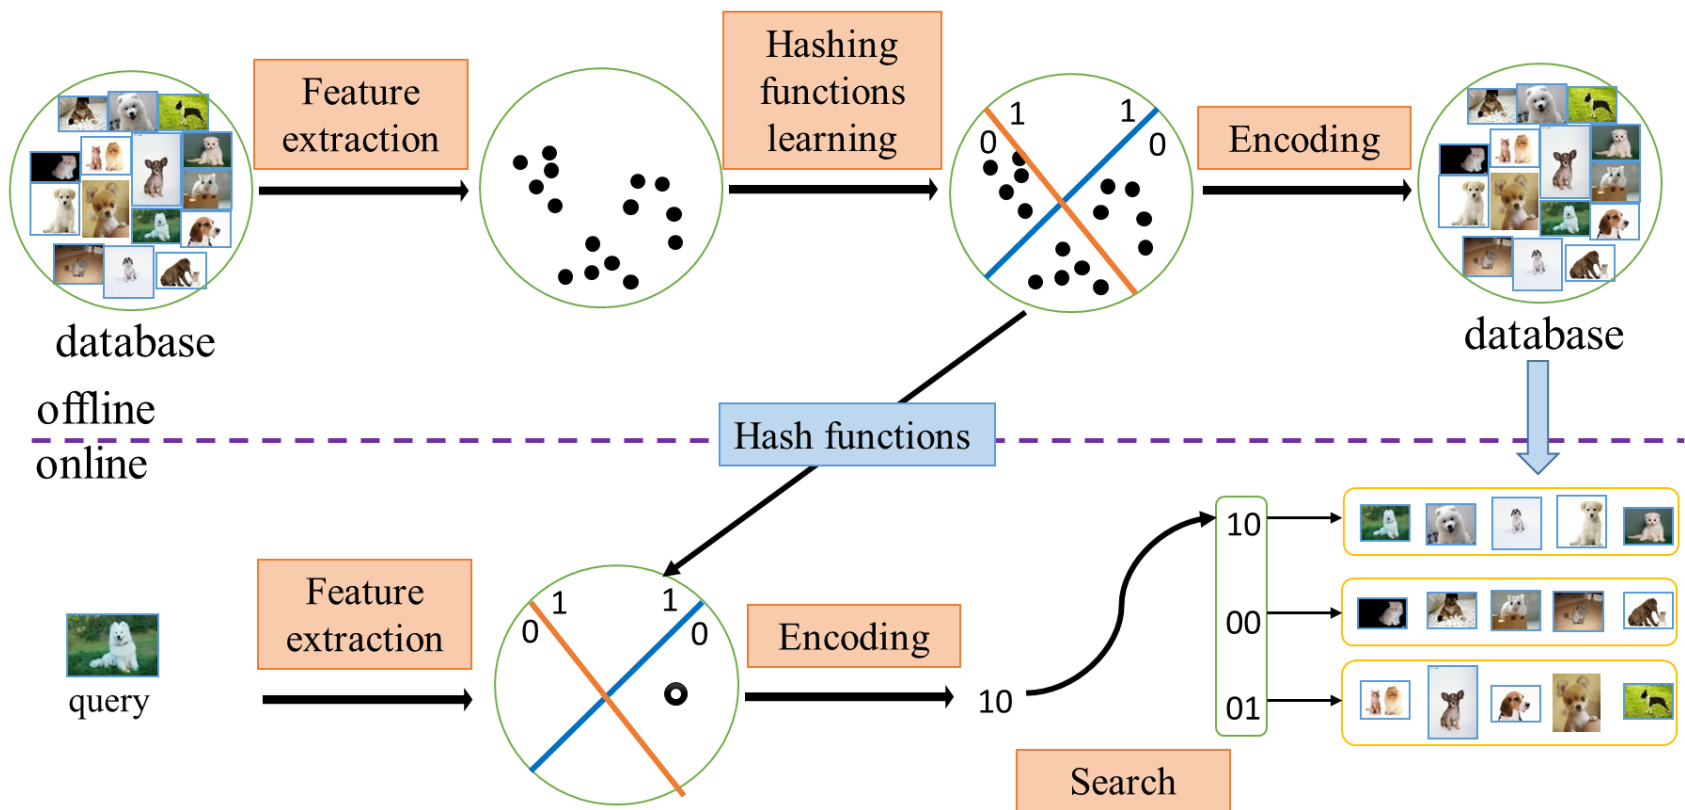 Feature
extraction
Hashing
functions
learning
Encoding
1
0
1
0
database
database
offline
Hash functions
online
query
Feature
extraction
1
0
1
0
Encoding
10
Search
10
00
01